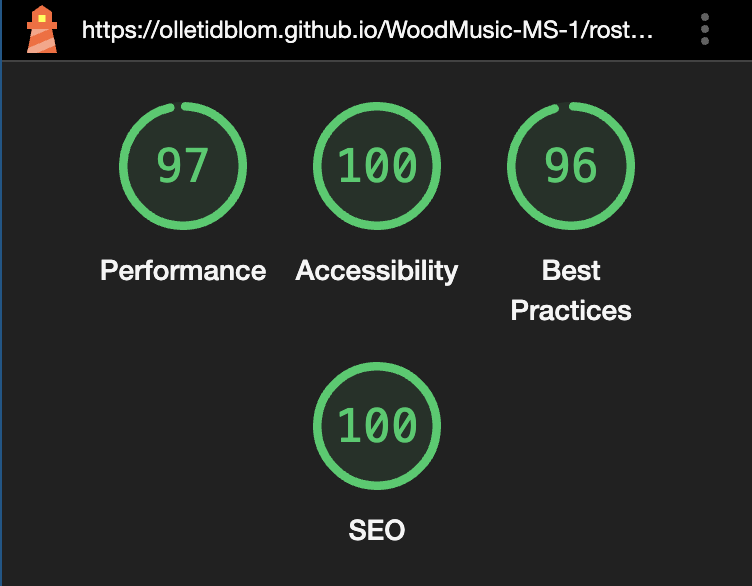 https://olletidblom.github.io/WoodMusic-MS-1/rost...
97
100
96
Performance
Accessibility
Best
Practices
100
SEO